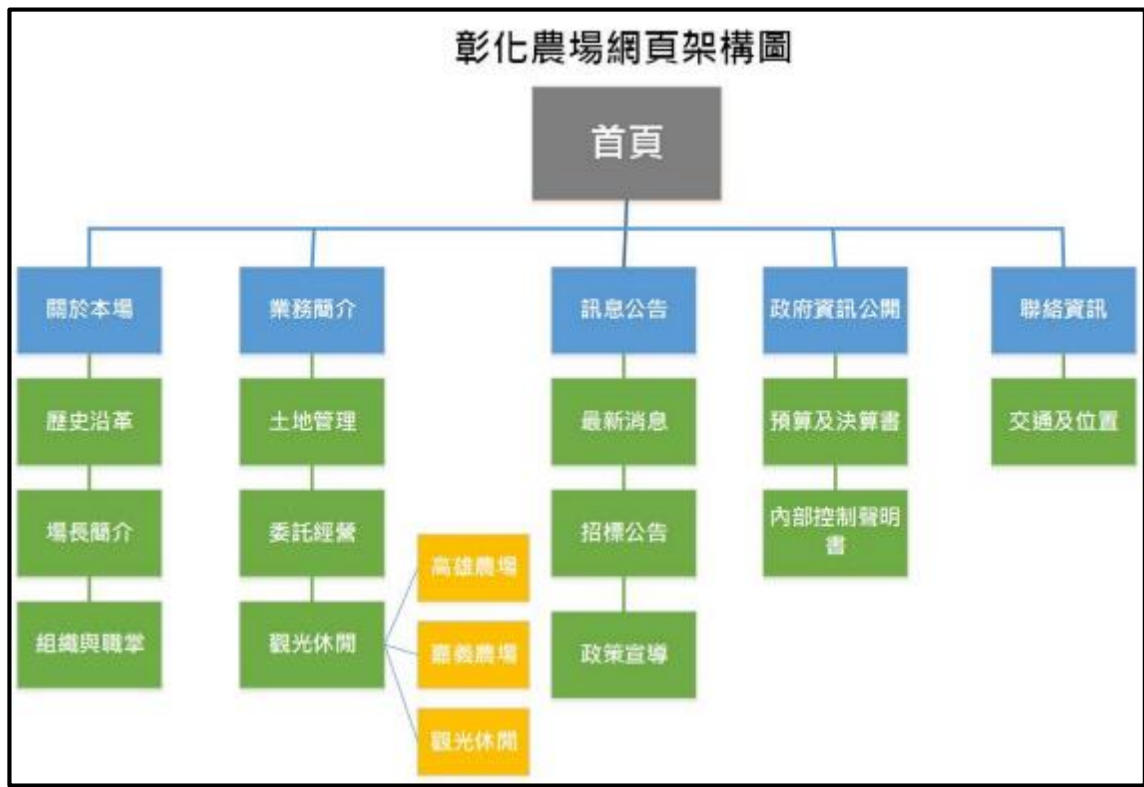 彰化農場網頁架構圖
首頁
關於本場
業務簡介
訊息公告
政府資訊公開
聯絡資訊
歷史沿革
土地管理
最新消息
預算及決算書
交通及位置
場長簡介
委託經營
招標公告
內部控制聲明
書
高雄農場
組織與職掌
觀光休閒
嘉義農場
政策宣導
觀光休閒